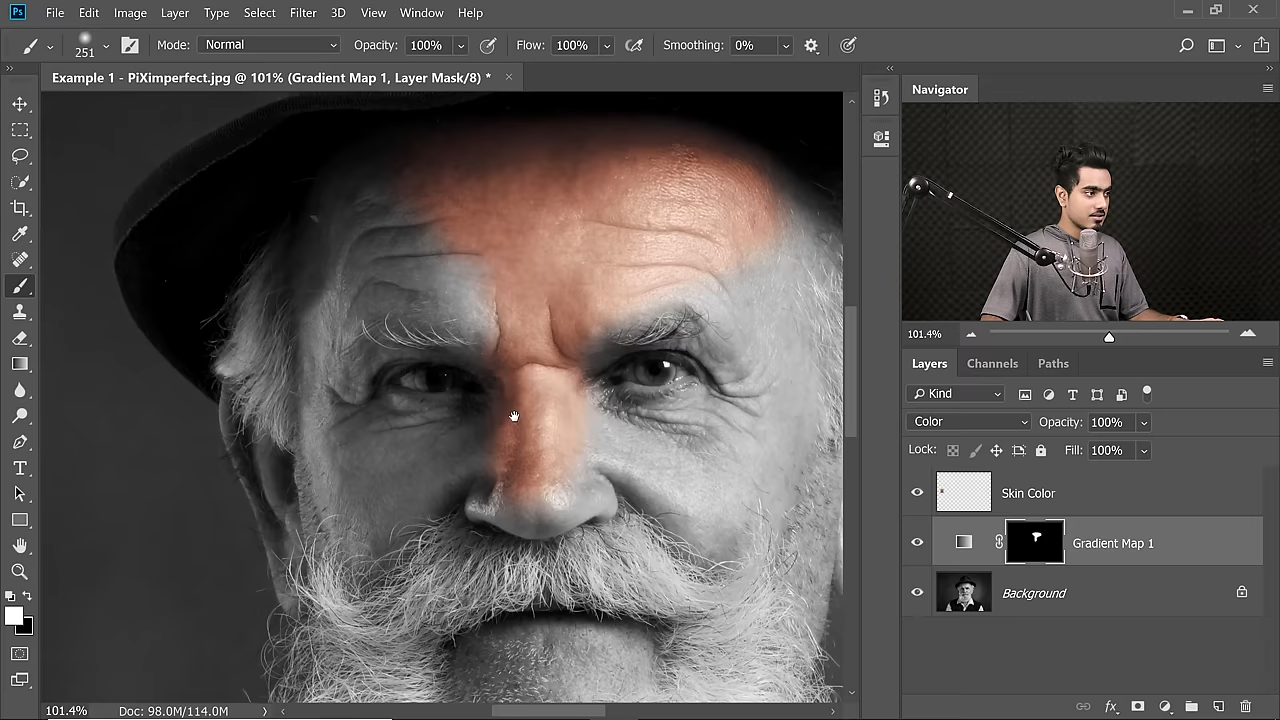 Ps File Edit Image Layer Type Select Filter 3D View Window Help
251 Mode: Normal Opacity: 100% Flow: 100% Smoothing: 0%
Example 1 - PiXimperfect.jpg @ 101% (Gradient Map 1, Layer Mask/8) * ×
Navigator
101.4%
Layers Channels Paths
Kind
Color Opacity: 100%
Lock: Fill: 100%
Skin Color
Gradient Map 1
Background
101.4% Doc: 98.0M/114.0M